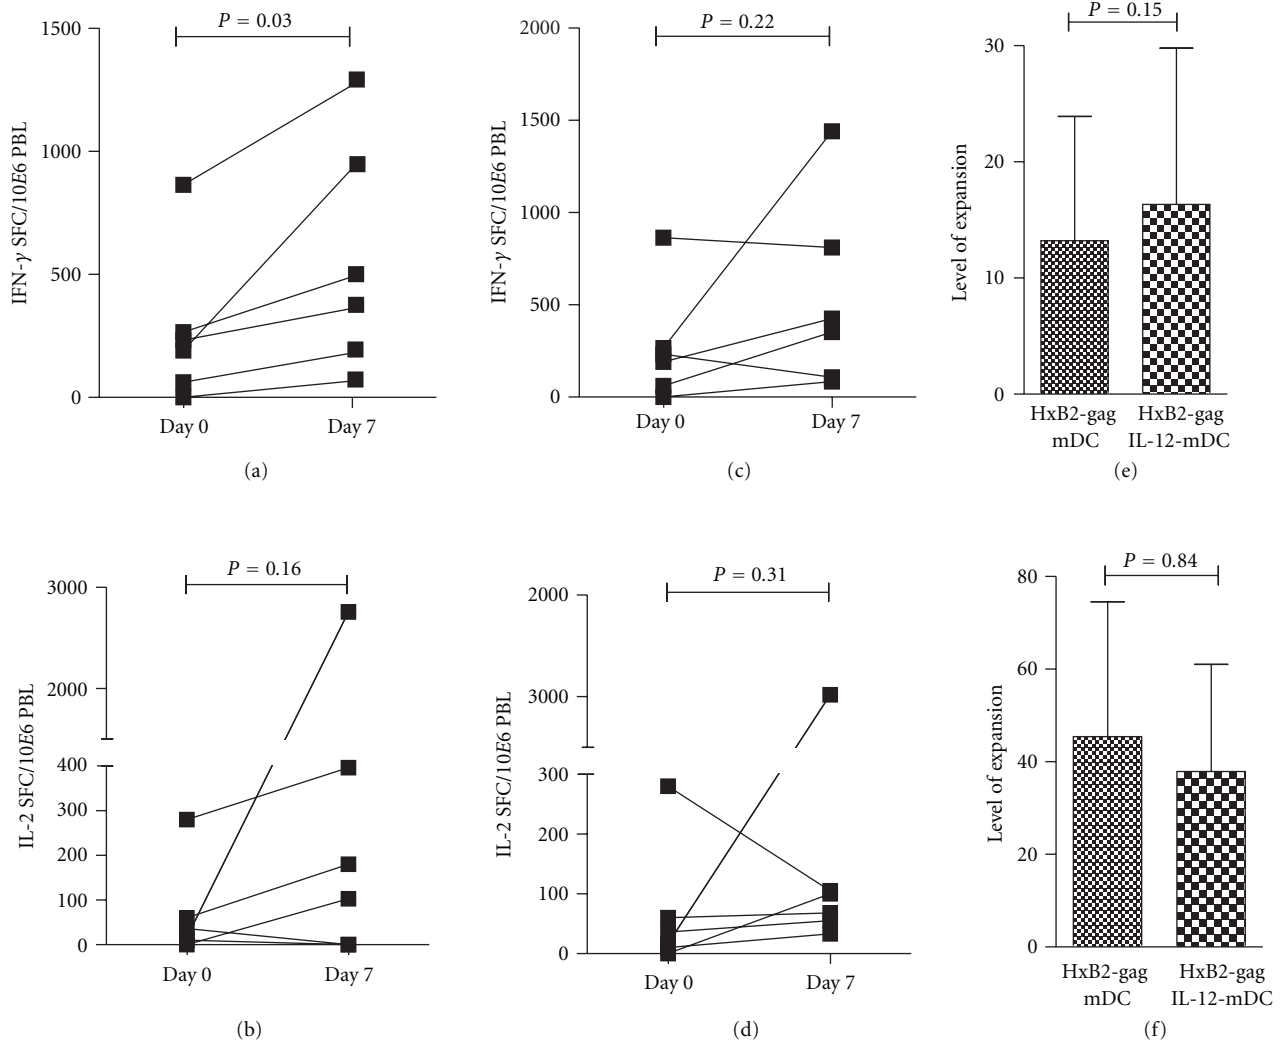 P = 0.03
1500
1000
500
0
IFN-γ SFC/10E6 PBL
Day 0
Day 7
(a)
P = 0.22
2000
1500
1000
500
0
IFN-γ SFC/10E6 PBL
Day 0
Day 7
(c)
P = 0.15
30
20
10
0
Level of expansion
HxB2-gag
mDC
HxB2-gag
IL-12-mDC
(e)
P = 0.16
3000
2000
400
300
200
100
0
IL-2 SFC/10E6 PBL
Day 0
Day 7
(b)
P = 0.31
2000
3000
300
200
100
0
IL-2 SFC/10E6 PBL
Day 0
Day 7
(d)
P = 0.84
80
60
40
20
0
Level of expansion
HxB2-gag
mDC
HxB2-gag
IL-12-mDC
(f)